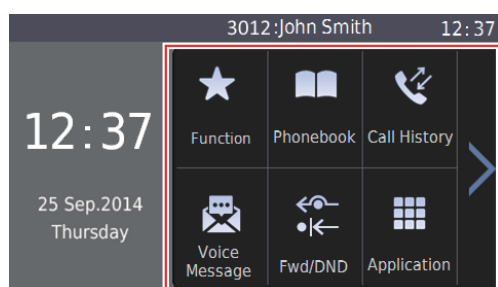 3012:John Smith 12:37
12:37
25 Sep.2014
Thursday
Function Phonebook Call History
Voice
Message
Fwd/DND Application